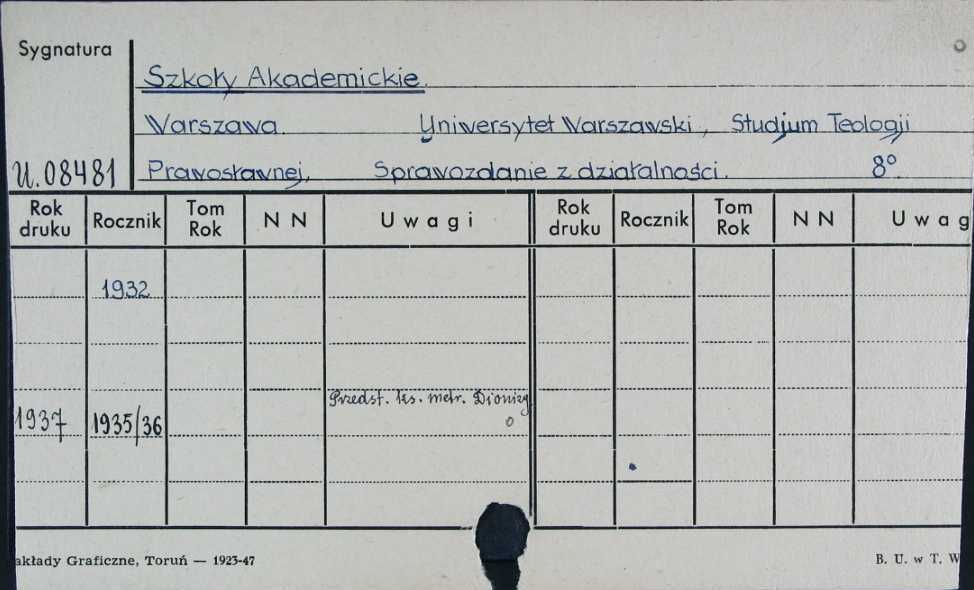 Sygnatura
Szkoły Akademickie.
Warszawa. Uniwersytet Warszawski, Studjum Teologji
U.08481 Prawosławnej, Sprawozdanie z działalności. 8°.
Rok druku Rocznik Tom Rok N N Uwagi Rok druku Rocznik Tom Rok N N Uwag
1932
Przedst. ks. metr. Dionizy
1937 1935/36
akłady Graficzne, Toruń — 1923-47 B. U. w T. W